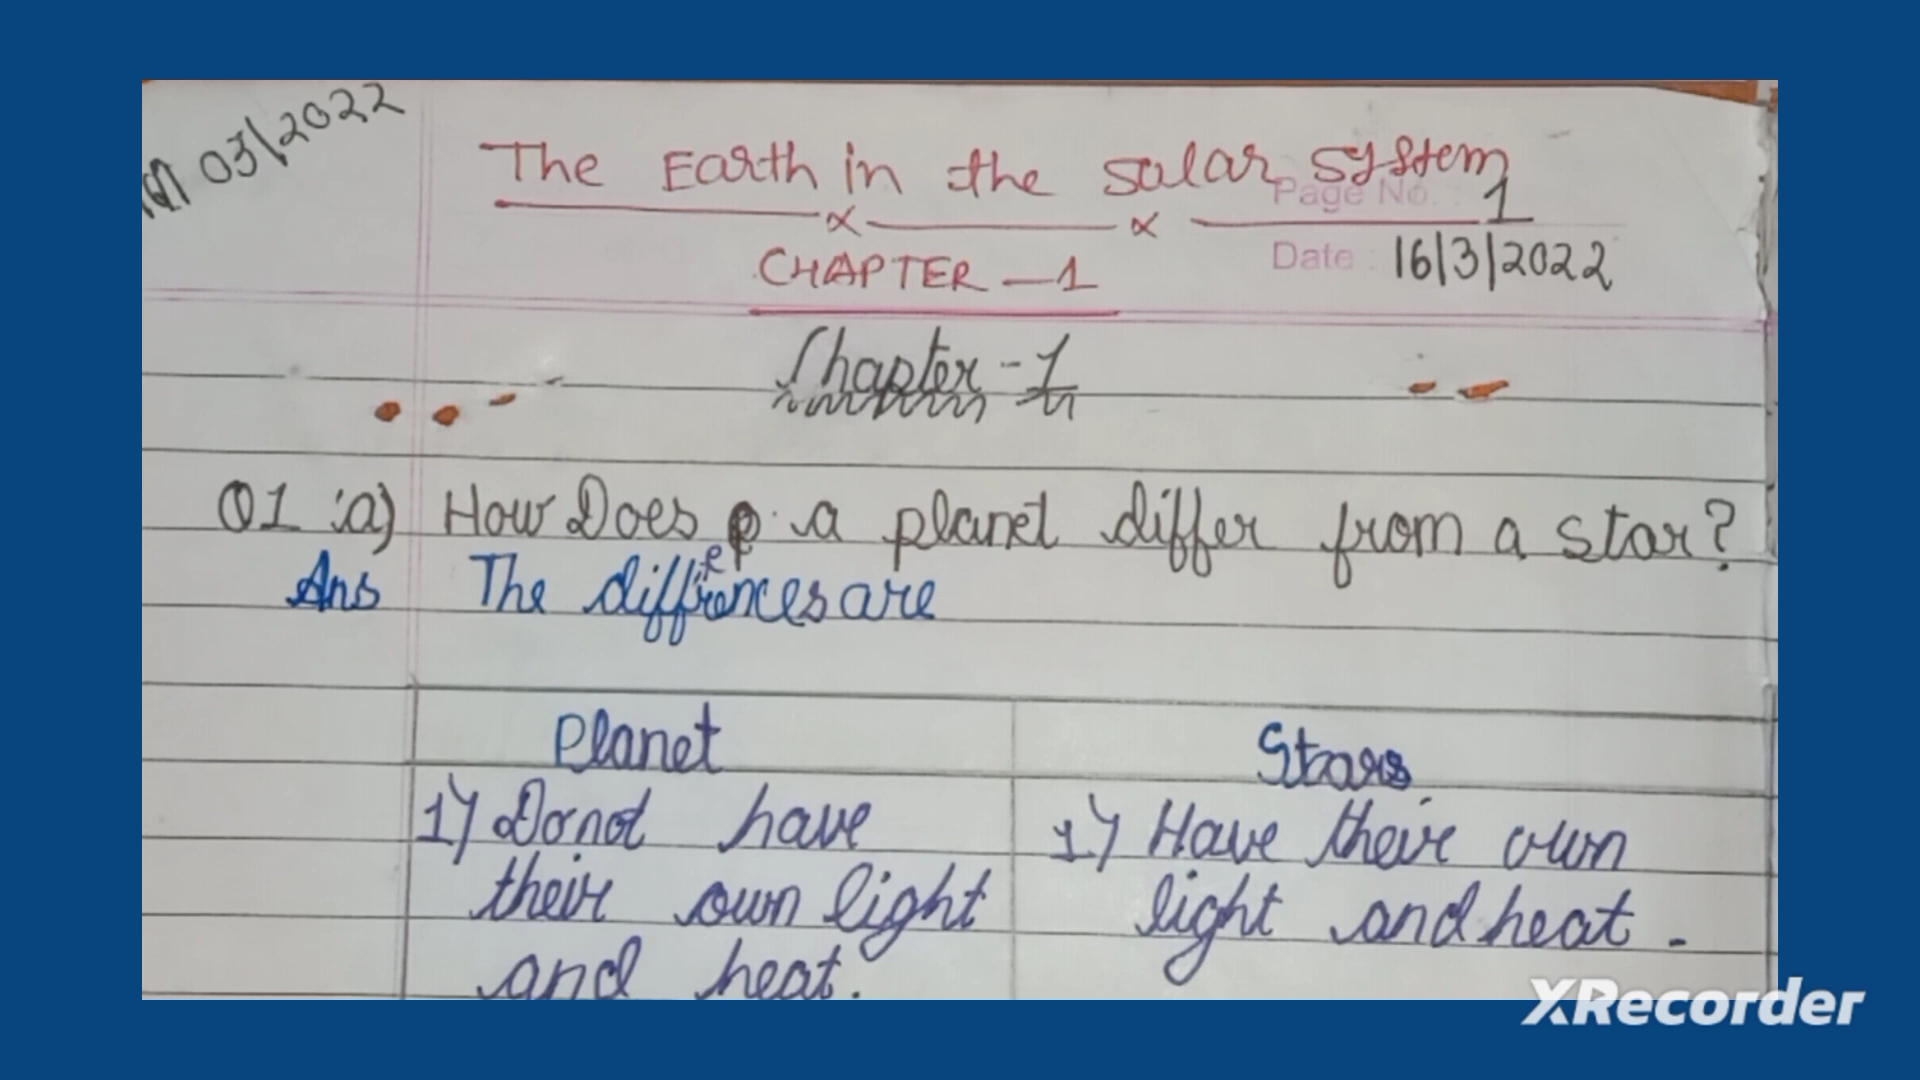 03/2022
The Earth in the Solar System
Page No. : 1
CHAPTER - 1
Date : 16/3/2022
Chapter - 1
Q1 a) How Does a planet differ from a star?
Ans The differences are
Planet Stars
1) Do not have 1) Have their own
their own light light and heat.
and heat.
XRecorder